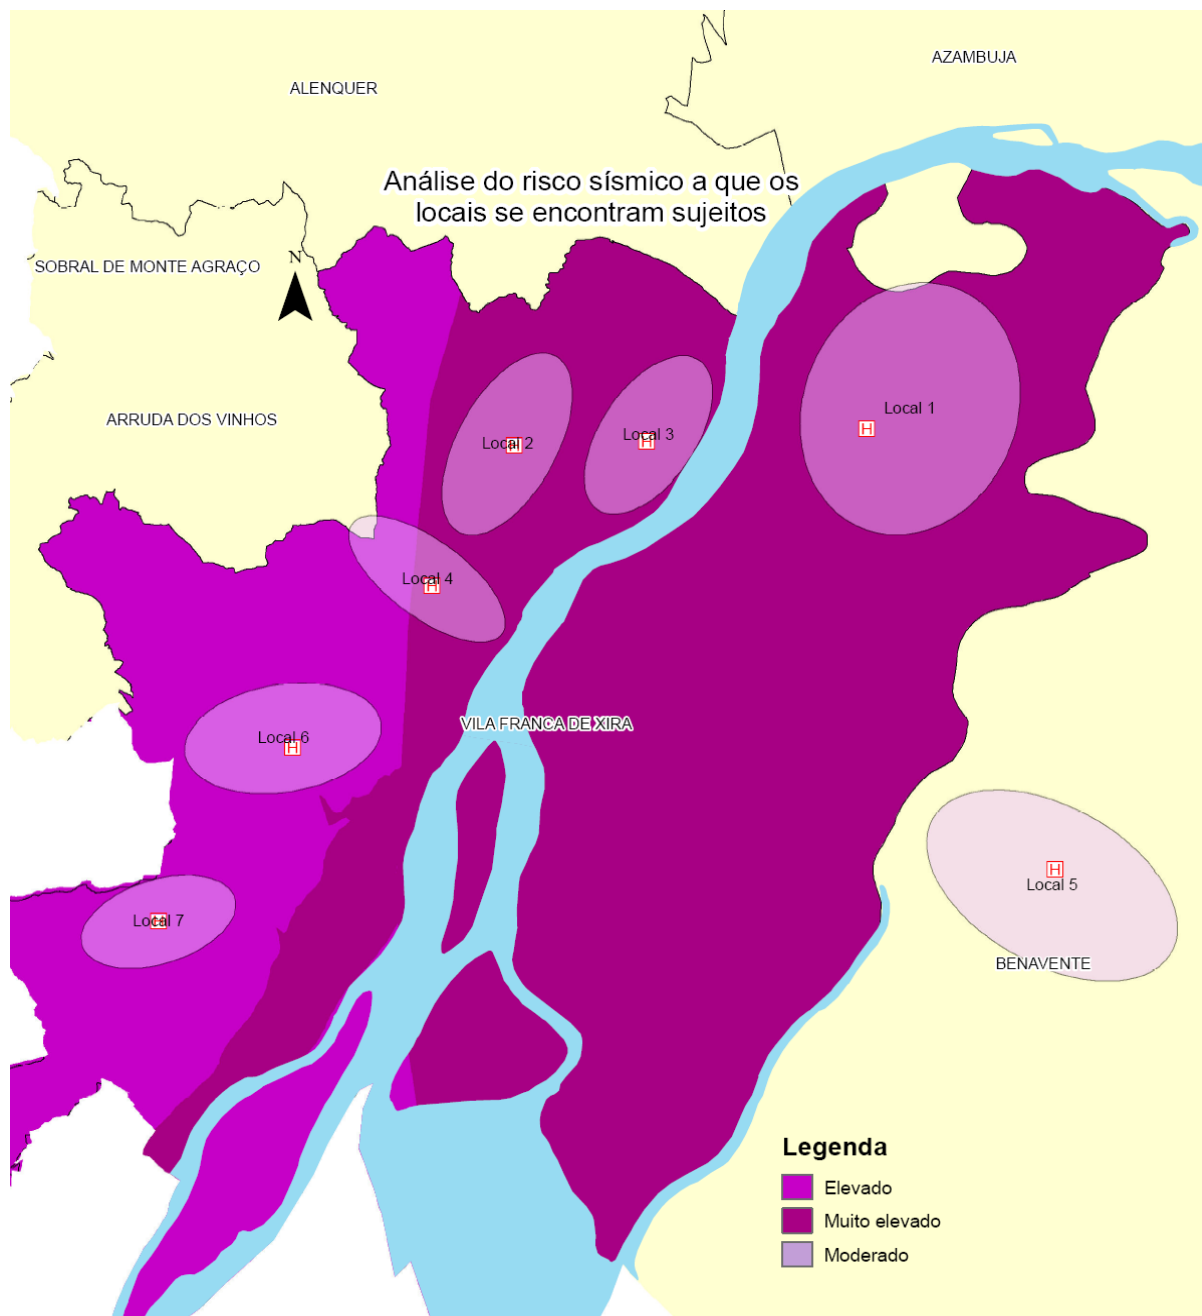 AZAMBUJA
ALENQUER
Análise do risco sísmico a que os
locais se encontram sujeitos
SOBRAL DE MONTE AGRAÇO
N
ARRUDA DOS VINHOS
Local 1
H
Local 2
H
Local 3
H
Local 4
H
VILA FRANCA DE XIRA
Local 6
H
H
Local 5
Local 7
H
BENAVENTE
Legenda
Elevado
Muito elevado
Moderado